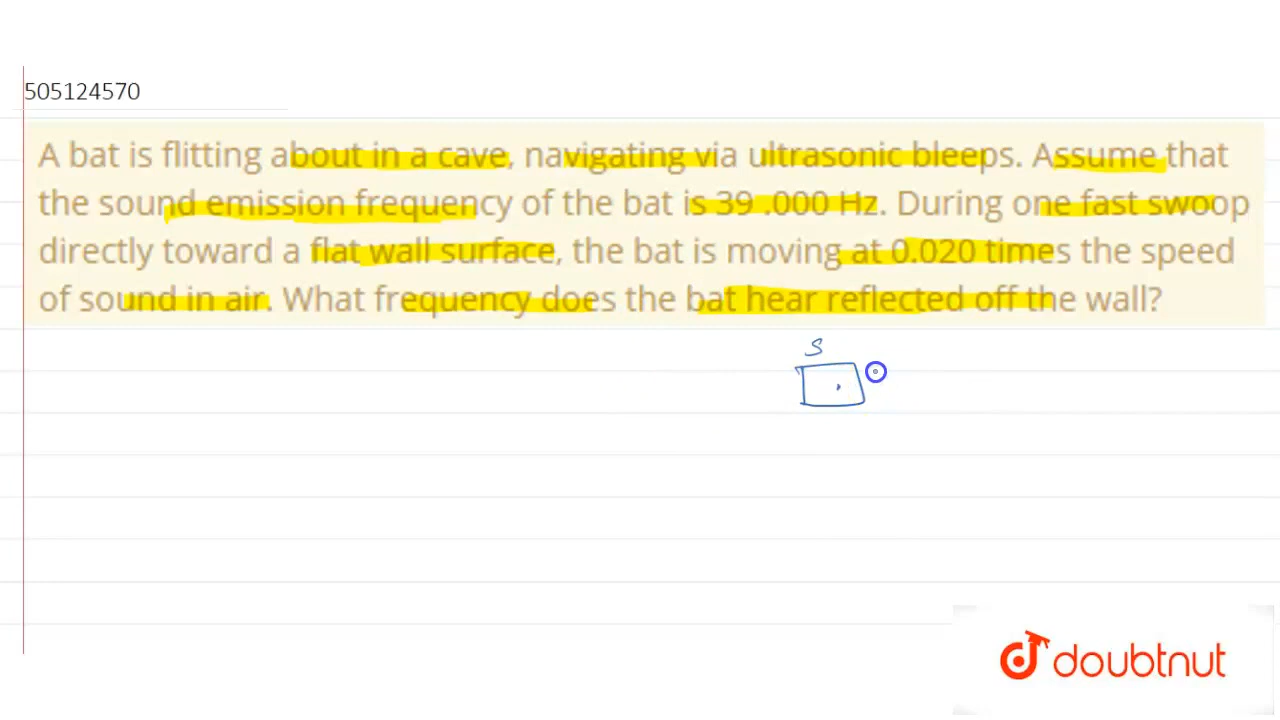 505124570
A bat is flitting about in a cave, navigating via ultrasonic bleeps. Assume that
the sound emission frequency of the bat is 39 .000 Hz. During one fast swoop
directly toward a flat wall surface, the bat is moving at 0.020 times the speed
of sound in air. What frequency does the bat hear reflected off the wall?
S
doubtnut